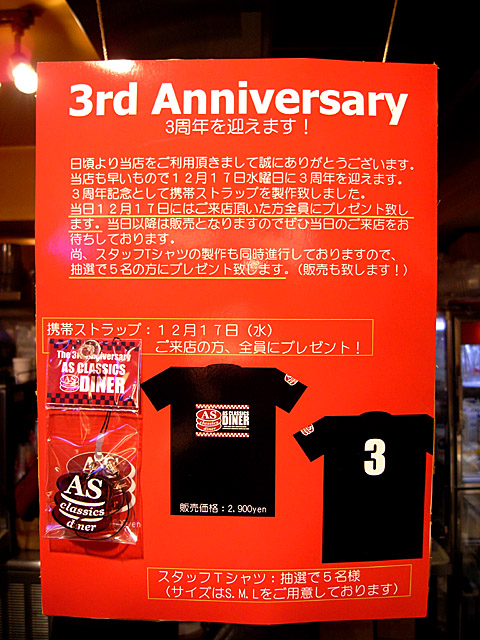 3rd Anniversary
3周年を迎えます！
日頃より当店をご利用頂きまして誠にありがとうございます。
当店も早いもので１２月１７日水曜日に３周年を迎えます。
３周年記念として携帯ストラップを製作致しました。
当日１２月１７日にはご来店頂いた方全員にプレゼント致し
ます。当日以降は販売となりますのでぜひ当日のご来店をお
待ちしております。
尚、スタッフTシャツの製作も同時進行しておりますので、
抽選で５名の方にプレゼント致します。（販売も致します！）
携帯ストラップ：１２月１７日（水）
ご来店の方、全員にプレゼント！
The 3rd Anniversary
AS CLASSICS
DINER
AS
classics
diner
yen
AS
classics
AS CLASSICS
DINER
販売価格：2,900yen
3
スタッフＴシャツ：抽選で５名様
（サイズはS.M.Lをご用意しております）